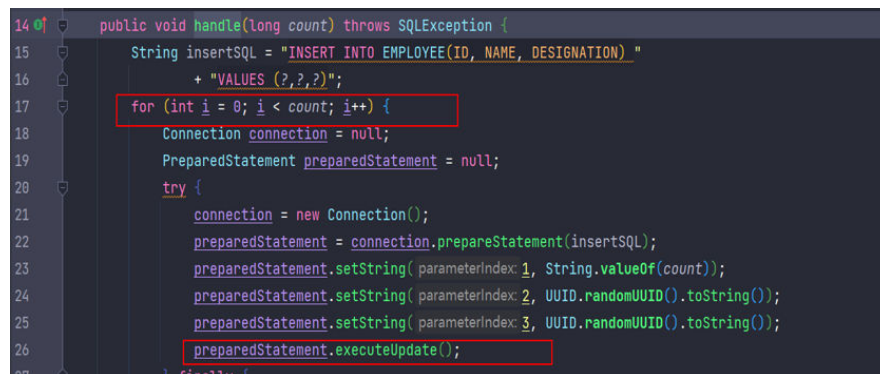 14 public void handle(long count) throws SQLException {
15 String insertSQL = "INSERT INTO EMPLOYEE(ID, NAME, DESIGNATION) "
16 + "VALUES (?,?,?)";
17 for (int i = 0; i < count; i++) {
18 Connection connection = null;
19 PreparedStatement preparedStatement = null;
20 try {
21 connection = new Connection();
22 preparedStatement = connection.prepareStatement(insertSQL);
23 preparedStatement.setString( parameterIndex: 1, String.valueOf(count));
24 preparedStatement.setString( parameterIndex: 2, UUID.randomUUID().toString());
25 preparedStatement.setString( parameterIndex: 3, UUID.randomUUID().toString());
26 preparedStatement.executeUpdate();
27 } finally {